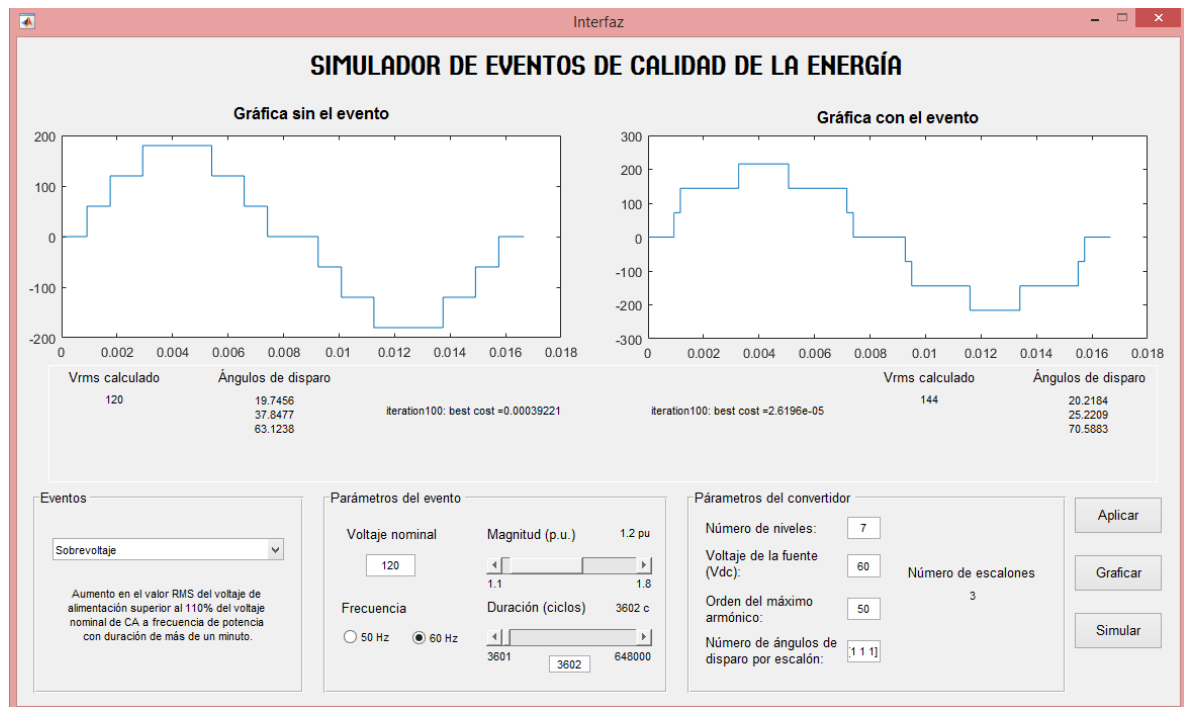 Interfaz
SIMULADOR DE EVENTOS DE CALIDAD DE LA ENERGÍA
Gráfica sin el evento
200
100
0
-100
-200
0 0.002 0.004 0.006 0.008 0.01 0.012 0.014 0.016 0.018
Gráfica con el evento
300
200
100
0
-100
-200
-300
0 0.002 0.004 0.006 0.008 0.01 0.012 0.014 0.016 0.018
Vrms calculado
120
Ángulos de disparo
19.7456
37.8477
63.1238
iteration100: best cost =0.00039221
iteration100: best cost =2.6196e-05
Vrms calculado
144
Ángulos de disparo
20.2184
25.2209
70.5883
Eventos
Sobrevoltaje
Aumento en el valor RMS del voltaje de
alimentación superior al 110% del voltaje
nominal de CA a frecuencia de potencia
con duración de más de un minuto.
Parámetros del evento
Voltaje nominal
120
Magnitud (p.u.) 1.2 pu
1.1 1.8
Frecuencia
50 Hz 60 Hz
Duración (ciclos) 3602 c
3601 3602 648000
Párametros del convertidor
Número de niveles: 7
Voltaje de la fuente
(Vdc): 60
Orden del máximo
armónico: 50
Número de ángulos de
disparo por escalón: [1 1 1]
Número de escalones
3
Aplicar
Graficar
Simular